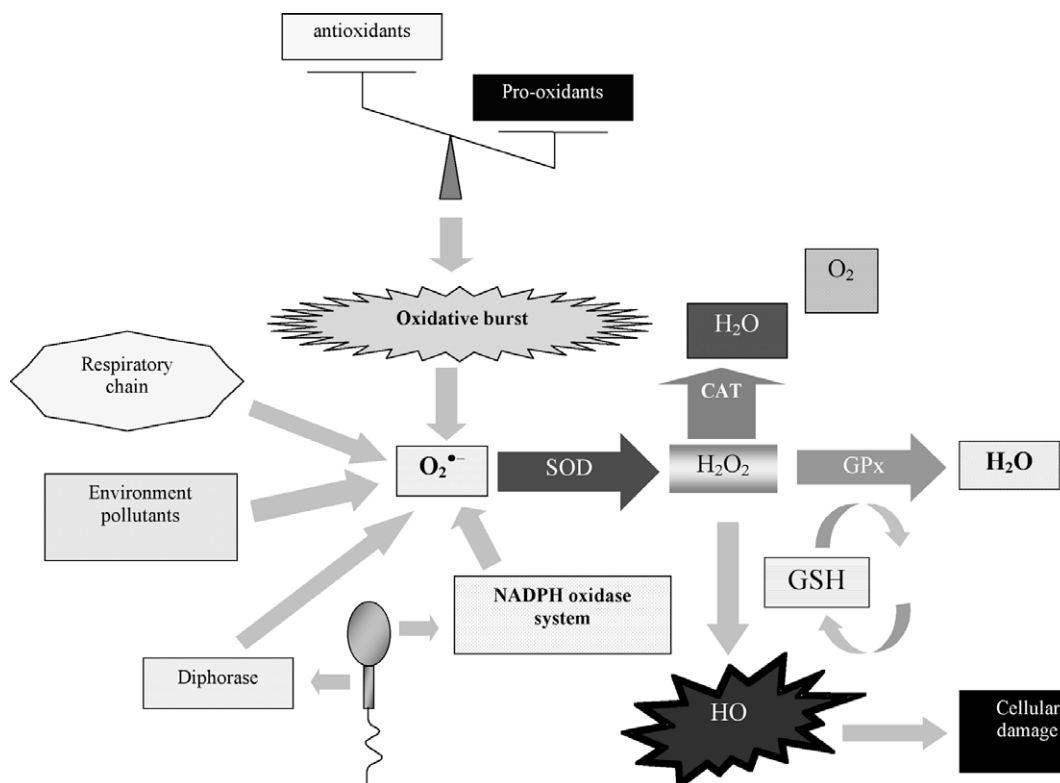 antioxidants
Pro-oxidants
O₂
Oxidative burst
H₂O
Respiratory
chain
CAT
O₂•–
SOD
H₂O₂
GPx
H₂O
Environment
pollutants
GSH
NADPH oxidase
system
Diphorase
HO
Cellular
damage